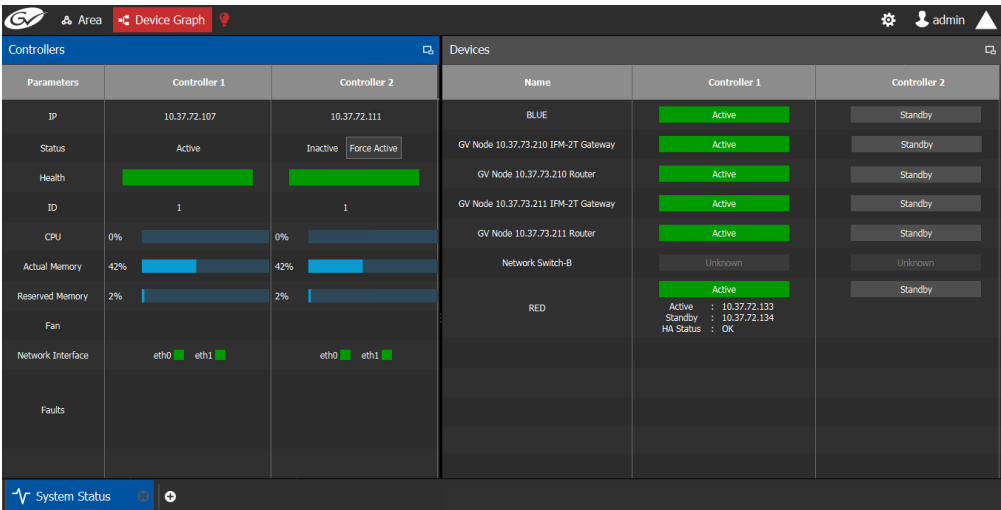 GV Area Device Graph admin
Controllers
Parameters Controller 1 Controller 2
IP 10.37.72.107 10.37.72.111
Status Active Inactive Force Active
Health
ID 1 1
CPU 0% 0%
Actual Memory 42% 42%
Reserved Memory 2% 2%
Fan
Network Interface eth0 eth1 eth0 eth1
Faults
Devices
Name Controller 1 Controller 2
BLUE Active Standby
GV Node 10.37.73.210 IFM-2T Gateway Active Standby
GV Node 10.37.73.210 Router Active Standby
GV Node 10.37.73.211 IFM-2T Gateway Active Standby
GV Node 10.37.73.211 Router Active Standby
Network Switch-B Unknown Unknown
RED Active Standby
Active : 10.37.72.133
Standby : 10.37.72.134
HA Status : OK
System Status